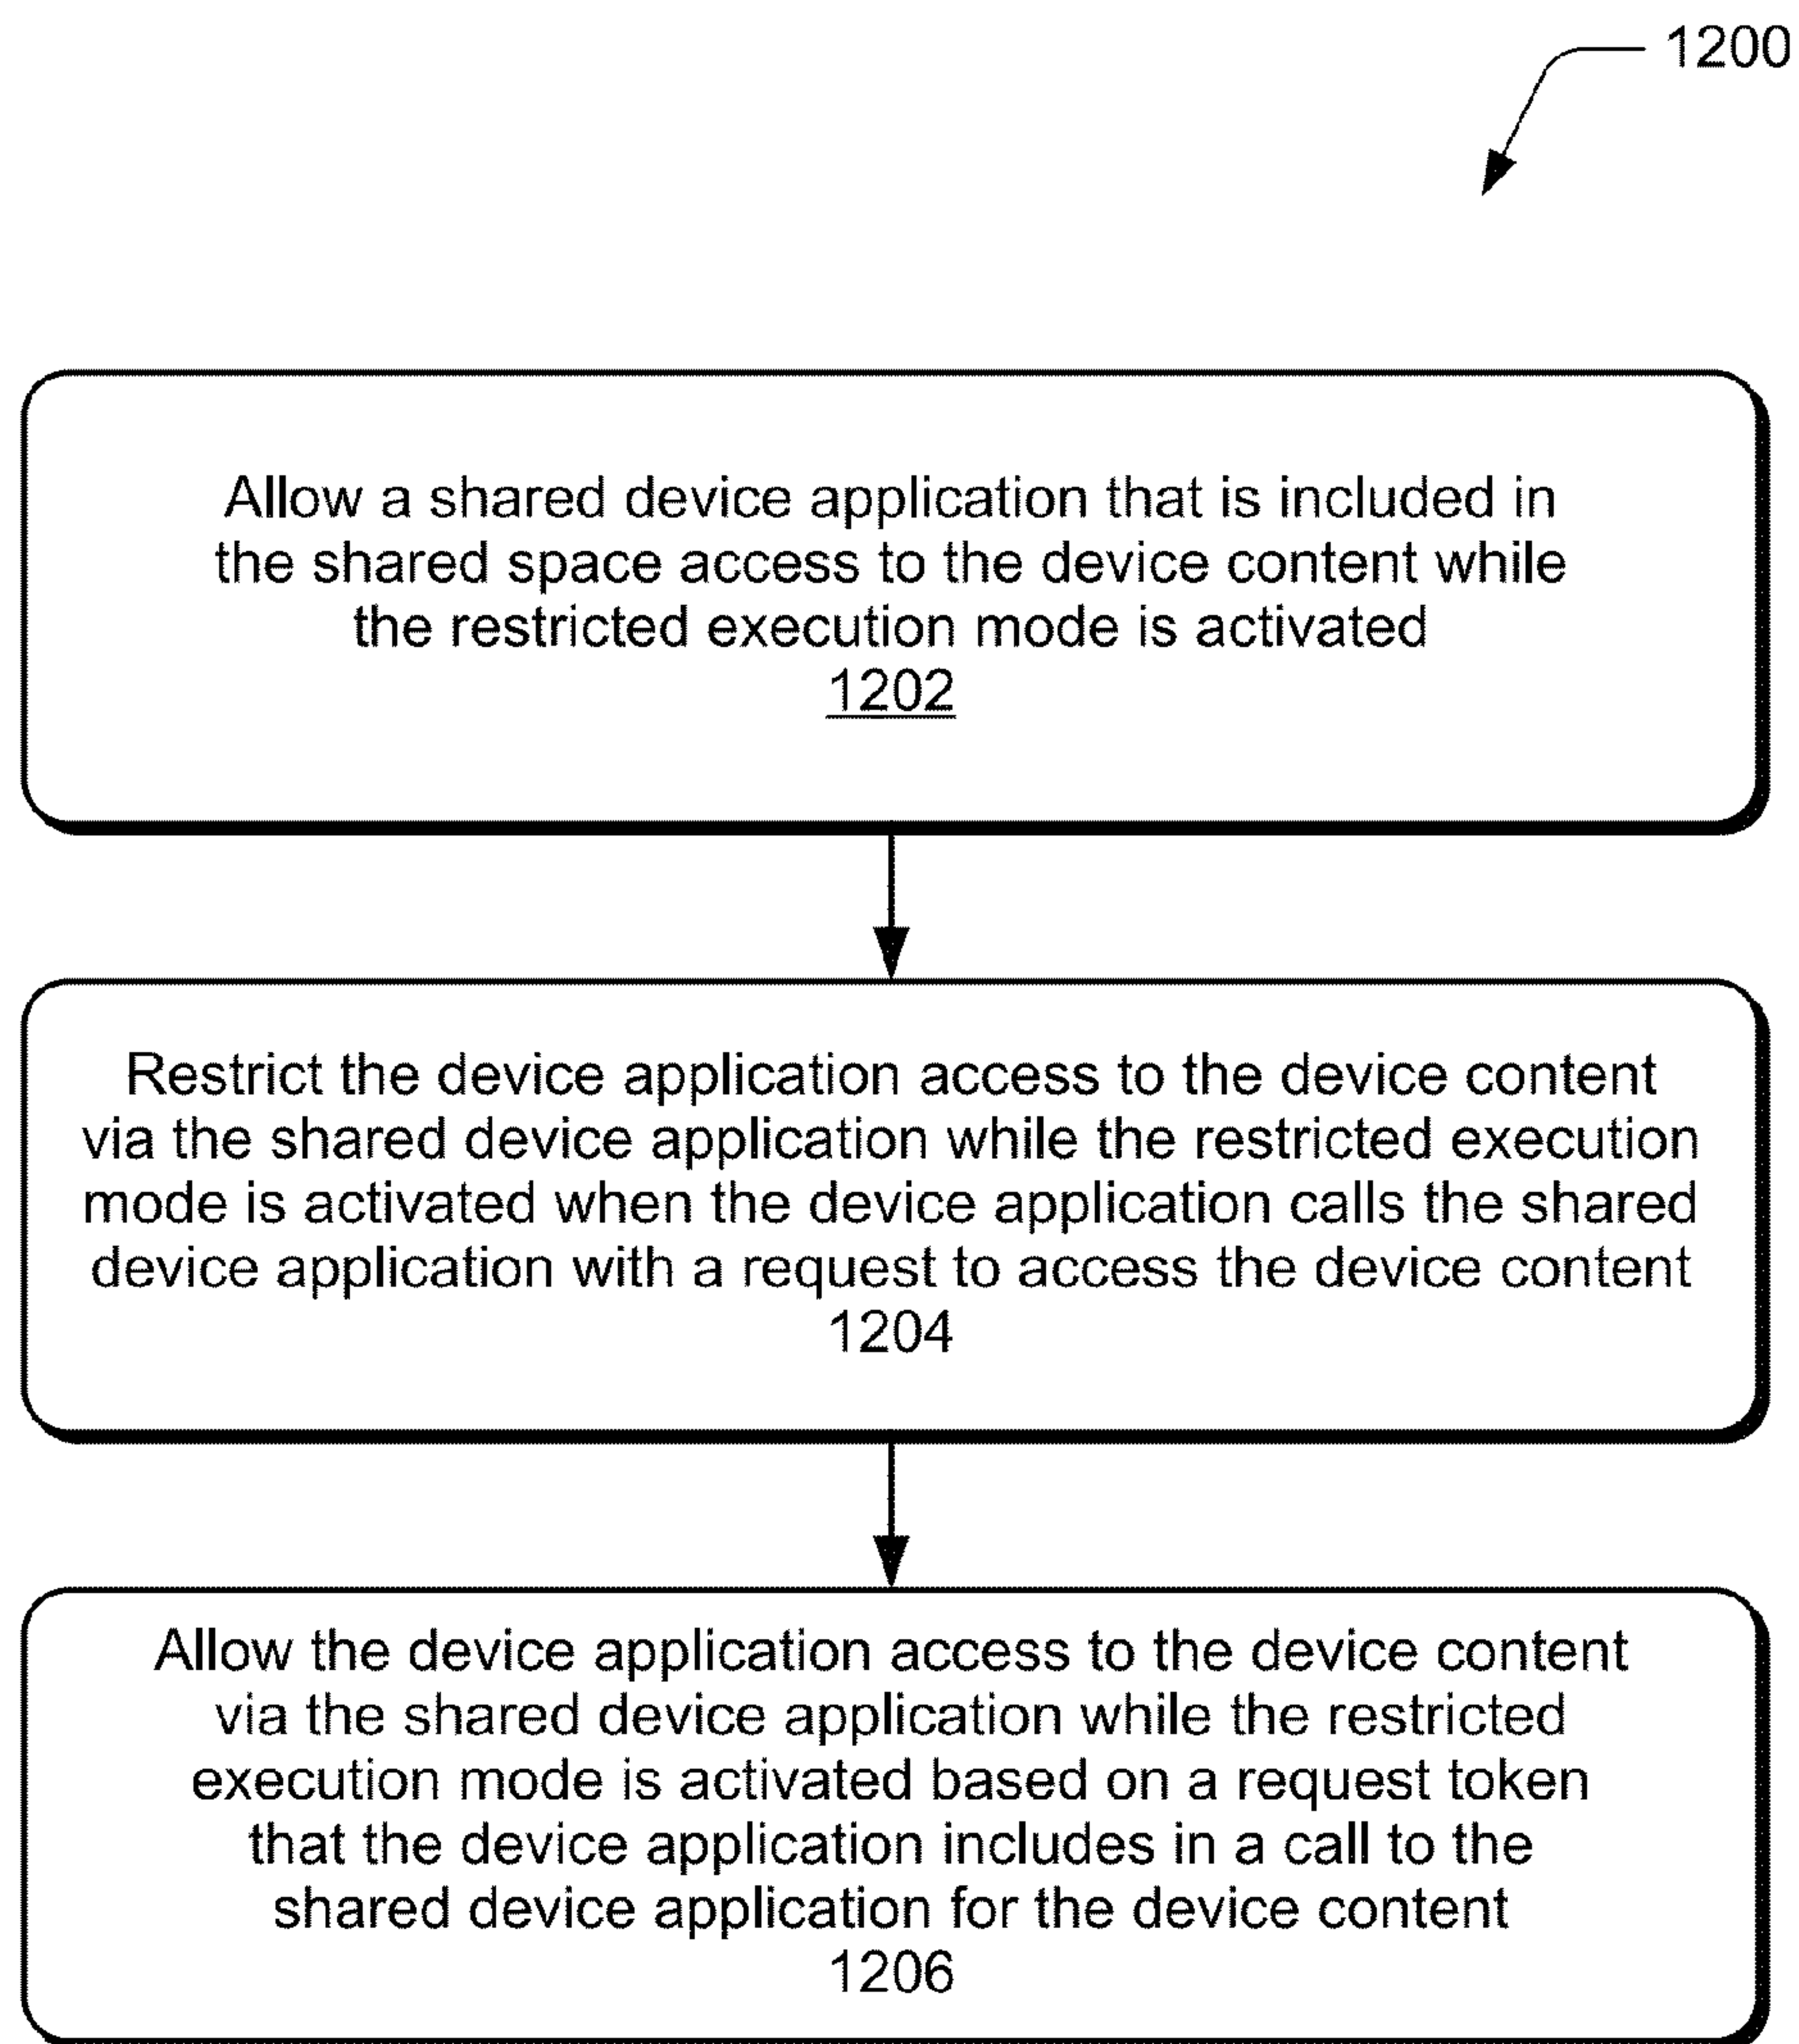 1200
Allow a shared device application that is included in
the shared space access to the device content while
the restricted execution mode is activated
1202
Restrict the device application access to the device content
via the shared device application while the restricted execution
mode is activated when the device application calls the shared
device application with a request to access the device content
1204
Allow the device application access to the device content
via the shared device application while the restricted
execution mode is activated based on a request token
that the device application includes in a call to the
shared device application for the device content
1206